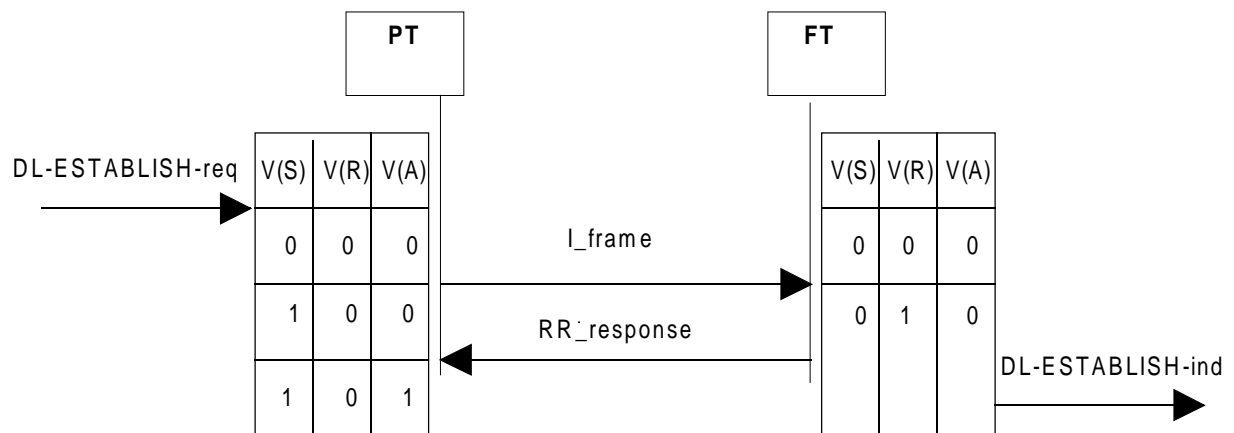 PT
FT
DL-ESTABLISH-req
V(S) V(R) V(A)
V(S) V(R) V(A)
0 0 0
I_frame
0 0 0
1 0 0
RR_response
0 1 0
DL-ESTABLISH-ind
1 0 1